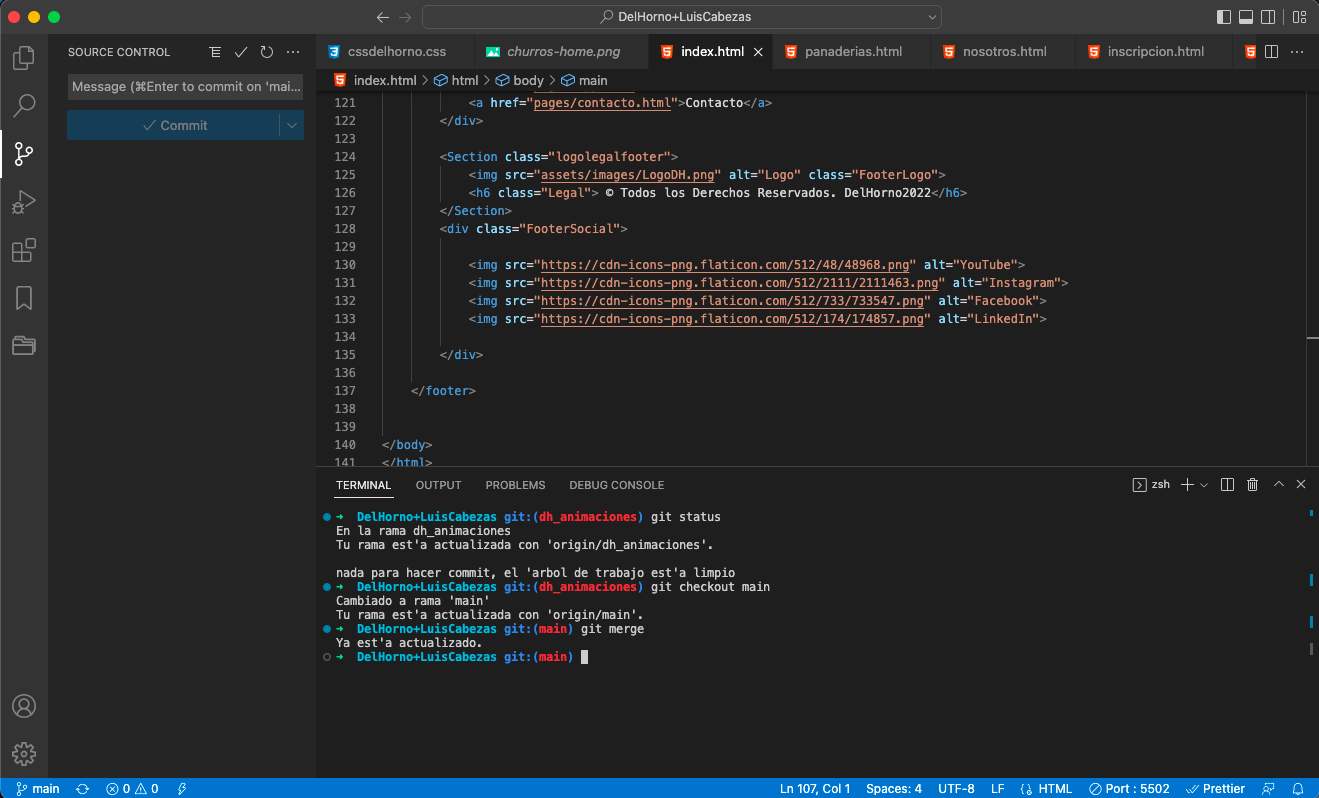 DelHorno+LuisCabezas
SOURCE CONTROL
Message (⌘Enter to commit on 'mai...
Commit
cssdelhorno.css
churros-home.png
index.html
panaderias.html
nosotros.html
inscripcion.html
index.html > html > body > main
121 <a href="pages/contacto.html">Contacto</a>
122 </div>
123
124 <Section class="logolegalfooter">
125 <img src="assets/images/LogoDH.png" alt="Logo" class="FooterLogo">
126 <h6 class="Legal"> © Todos los Derechos Reservados. DelHorno2022</h6>
127 </Section>
128 <div class="FooterSocial">
129
130 <img src="https://cdn-icons-png.flaticon.com/512/48/48968.png" alt="YouTube">
131 <img src="https://cdn-icons-png.flaticon.com/512/2111/2111463.png" alt="Instagram">
132 <img src="https://cdn-icons-png.flaticon.com/512/733/733547.png" alt="Facebook">
133 <img src="https://cdn-icons-png.flaticon.com/512/174/174857.png" alt="LinkedIn">
134
135 </div>
136
137 </footer>
138
139
140 </body>
141 </html>
TERMINAL OUTPUT PROBLEMS DEBUG CONSOLE zsh
➜ DelHorno+LuisCabezas git:(dh_animaciones) git status
En la rama dh_animaciones
Tu rama est'a actualizada con 'origin/dh_animaciones'.
nada para hacer commit, el 'arbol de trabajo est'a limpio
➜ DelHorno+LuisCabezas git:(dh_animaciones) git checkout main
Cambiado a rama 'main'
Tu rama est'a actualizada con 'origin/main'.
➜ DelHorno+LuisCabezas git:(main) git merge
Ya est'a actualizado.
➜ DelHorno+LuisCabezas git:(main)
main 0 0 Ln 107, Col 1 Spaces: 4 UTF-8 LF HTML Port : 5502 Prettier